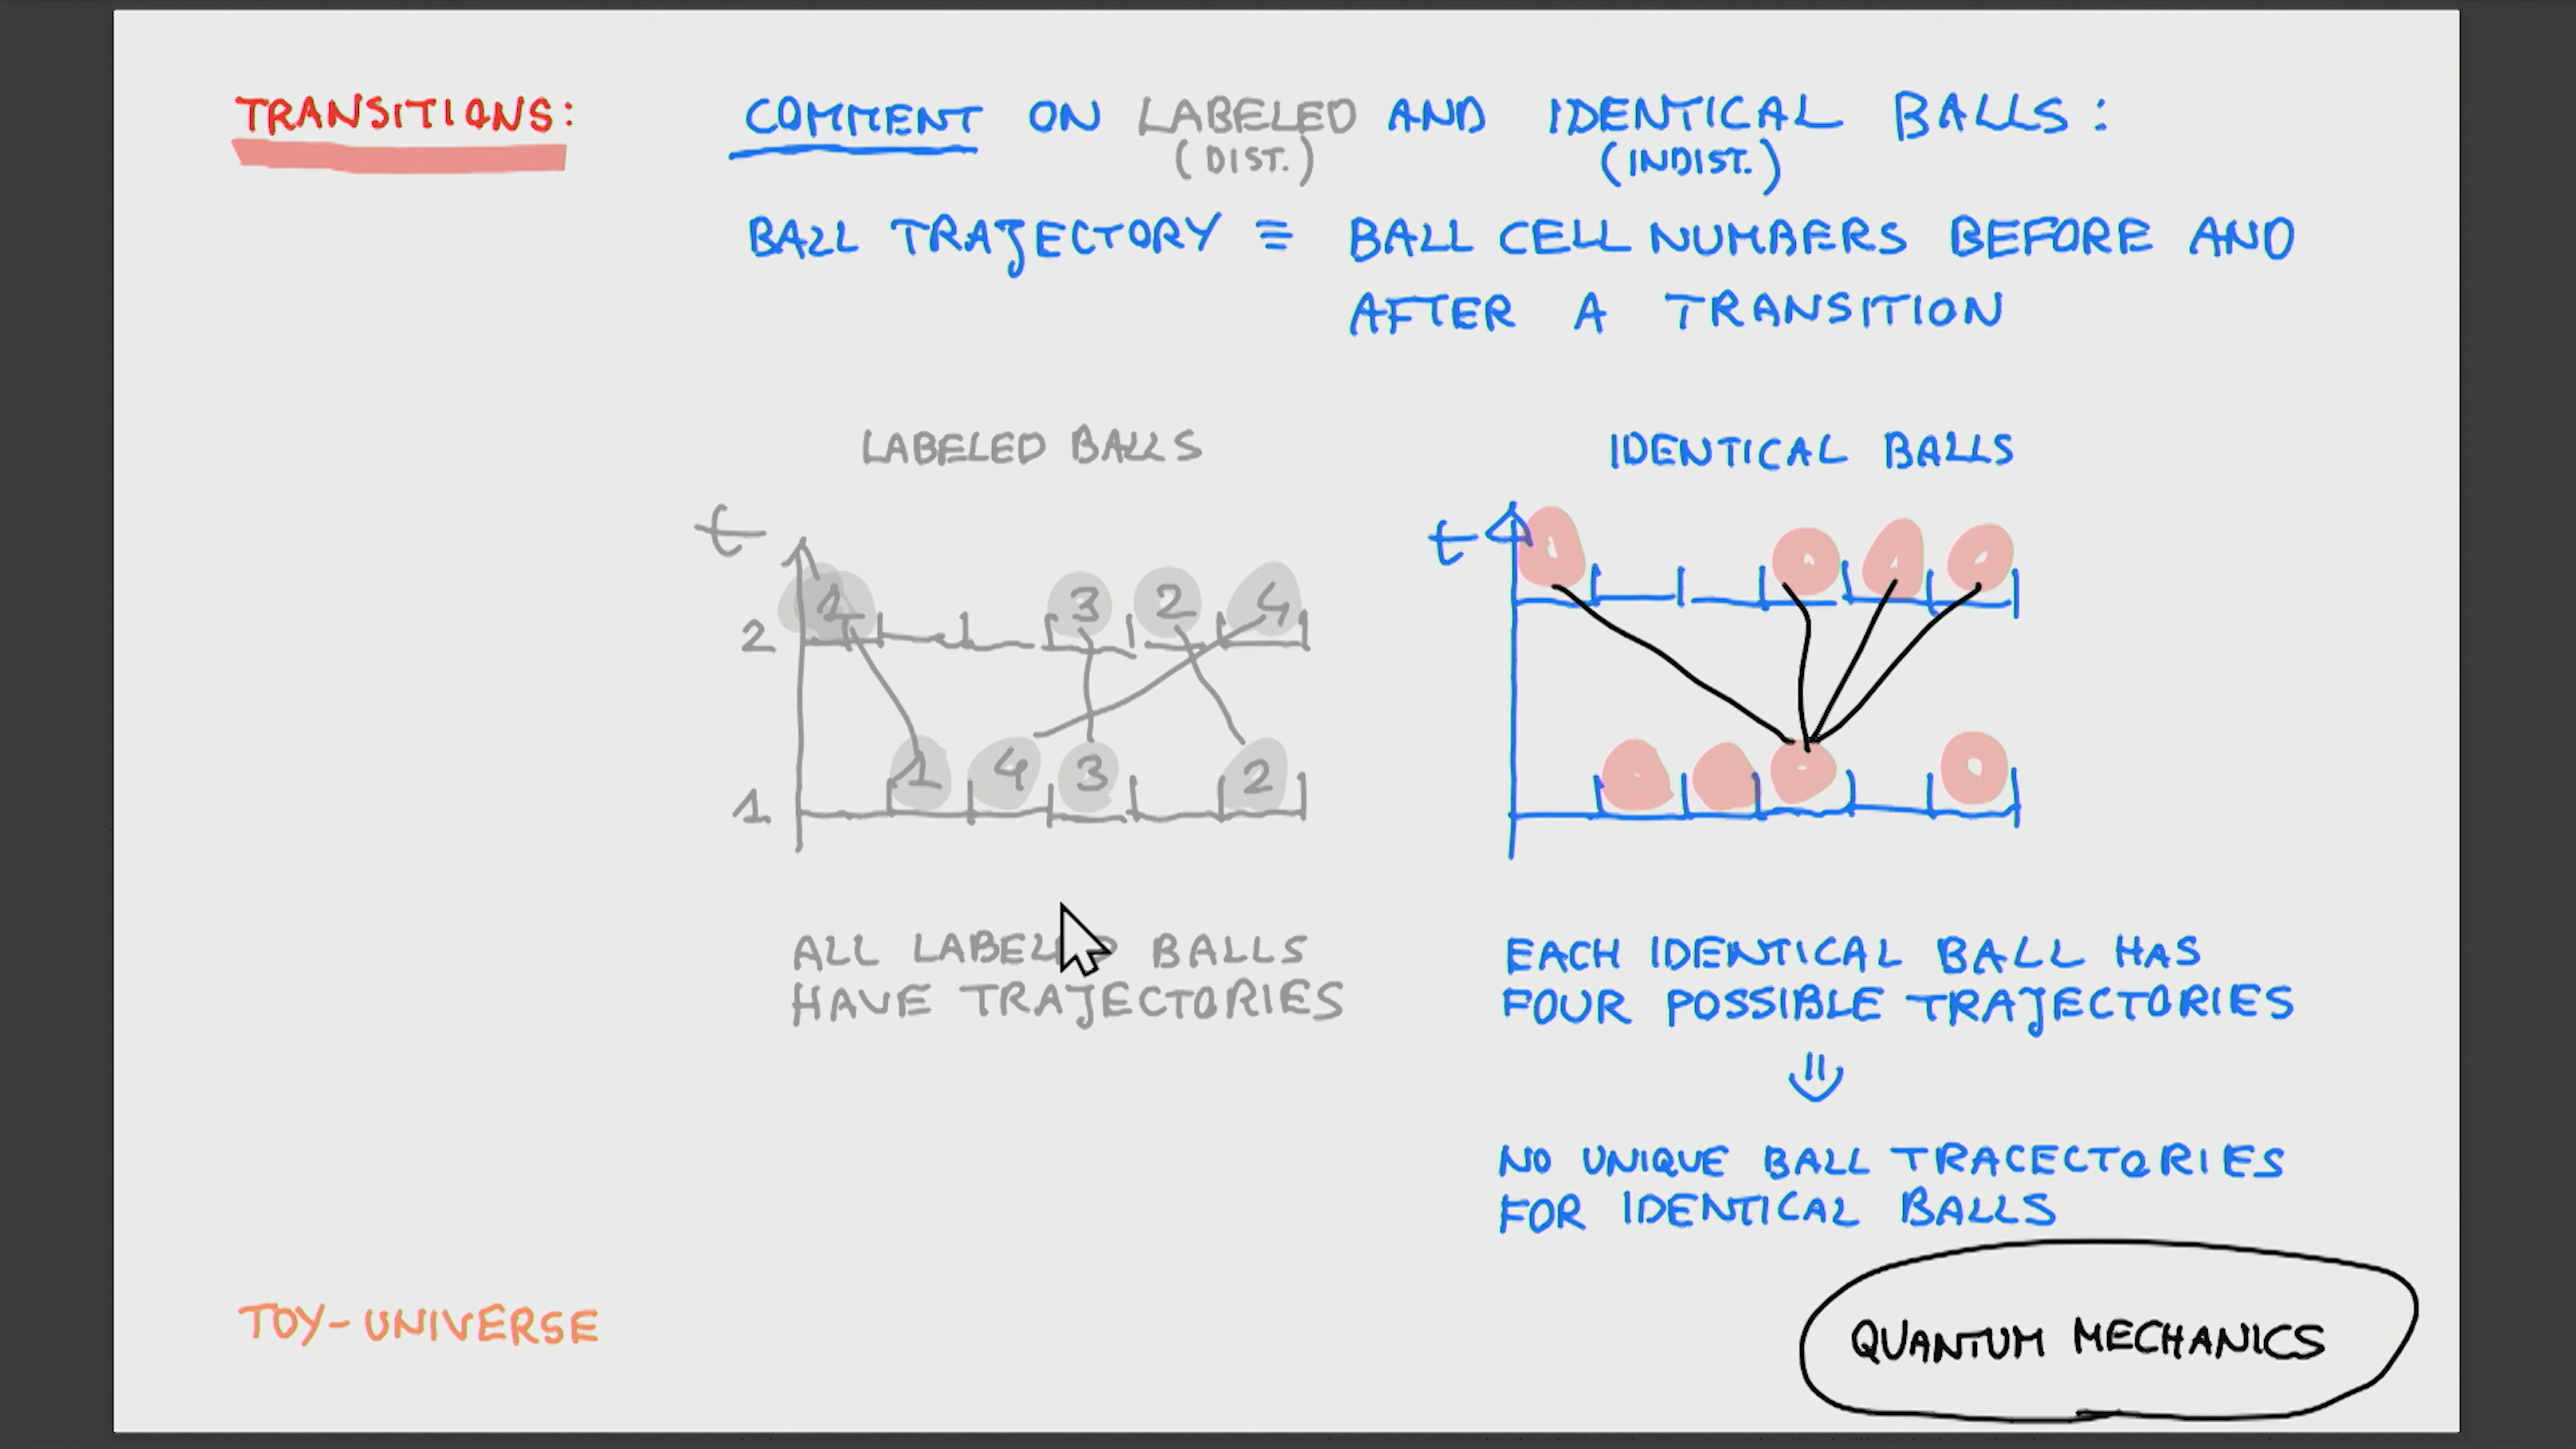 TRANSITIONS:
COMMENT ON LABELED AND IDENTICAL BALLS:
(DIST.) (INDIST.)
BALL TRAJECTORY ≡ BALL CELL NUMBERS BEFORE AND
AFTER A TRANSITION
LABELED BALLS
t
2 1 3 2 4
1 1 4 3 2
ALL LABELED BALLS
HAVE TRAJECTORIES
IDENTICAL BALLS
t
EACH IDENTICAL BALL HAS
FOUR POSSIBLE TRAJECTORIES
⇓
NO UNIQUE BALL TRACECTORIES
FOR IDENTICAL BALLS
TOY-UNIVERSE
QUANTUM MECHANICS